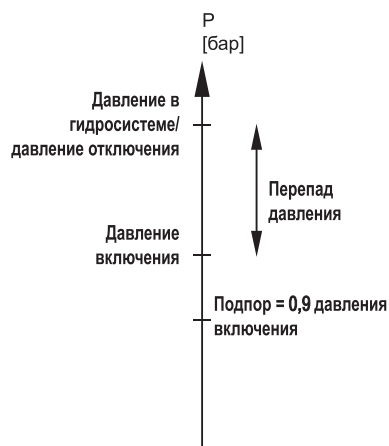 Р
[бар]
Давление в
гидросистеме/
давление отключения
Перепад
давления
Давление
включения
Подпор = 0,9 давления
включения